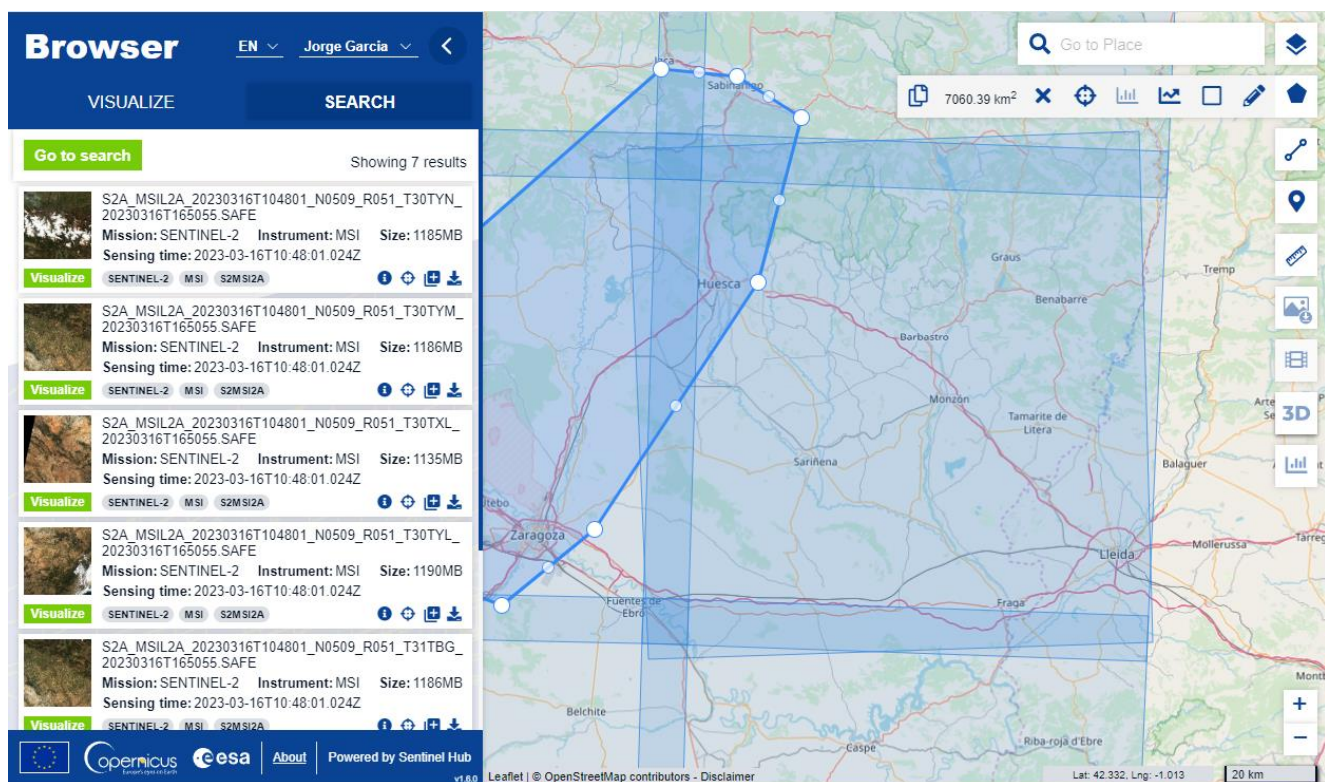 Browser
EN
Jorge Garcia
VISUALIZE
SEARCH
Go to search
Showing 7 results
S2A_MSIL2A_20230316T104801_N0509_R051_T30TYN_
20230316T165055.SAFE
Mission: SENTINEL-2 Instrument: MSI Size: 1185MB
Sensing time: 2023-03-16T10:48:01.024Z
Visualize SENTINEL-2 MSI S2MSI2A
S2A_MSIL2A_20230316T104801_N0509_R051_T30TYM_
20230316T165055.SAFE
Mission: SENTINEL-2 Instrument: MSI Size: 1186MB
Sensing time: 2023-03-16T10:48:01.024Z
Visualize SENTINEL-2 MSI S2MSI2A
S2A_MSIL2A_20230316T104801_N0509_R051_T30TXL_
20230316T165055.SAFE
Mission: SENTINEL-2 Instrument: MSI Size: 1135MB
Sensing time: 2023-03-16T10:48:01.024Z
Visualize SENTINEL-2 MSI S2MSI2A
S2A_MSIL2A_20230316T104801_N0509_R051_T30TYL_
20230316T165055.SAFE
Mission: SENTINEL-2 Instrument: MSI Size: 1190MB
Sensing time: 2023-03-16T10:48:01.024Z
Visualize SENTINEL-2 MSI S2MSI2A
S2A_MSIL2A_20230316T104801_N0509_R051_T31TBG_
20230316T165055.SAFE
Mission: SENTINEL-2 Instrument: MSI Size: 1186MB
Sensing time: 2023-03-16T10:48:01.024Z
Visualize SENTINEL-2 MSI S2MSI2A
opernicus
Europe's eyes on Earth
esa
About
Powered by Sentinel Hub
v1.6.0
Go to Place
7060.39 km²
Jaca
Sabiñánigo
Graus
Tremp
Huesca
Benabarre
Barbastro
Monzón
Tamarite de
Litera
3D
Sariñena
Balaguer
Zaragoza
Mollerussa
Lleida
Fuentes de
Ebro
Fraga
Belchite
Caspe
Riba-roja d'Ebre
+
−
Leaflet | © OpenStreetMap contributors - Disclaimer
Lat: 42.332, Lng: -1.013
20 km